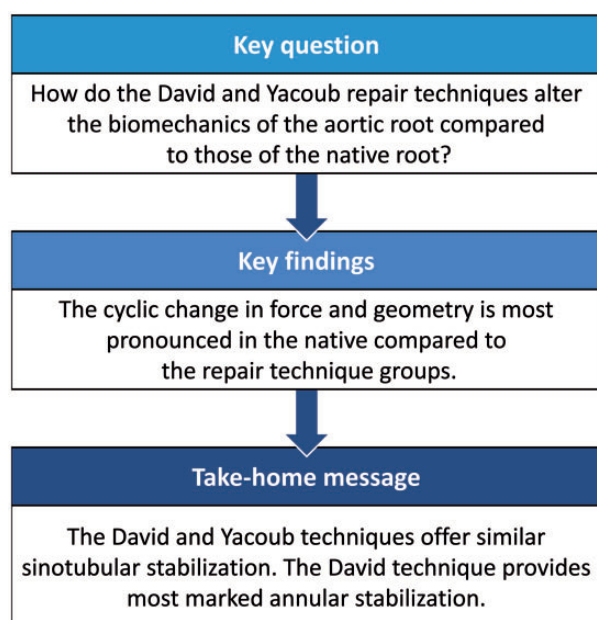 Key question
How do the David and Yacoub repair techniques alter
the biomechanics of the aortic root compared
to those of the native root?
Key findings
The cyclic change in force and geometry is most
pronounced in the native compared to
the repair technique groups.
Take-home message
The David and Yacoub techniques offer similar
sinotubular stabilization. The David technique provides
most marked annular stabilization.